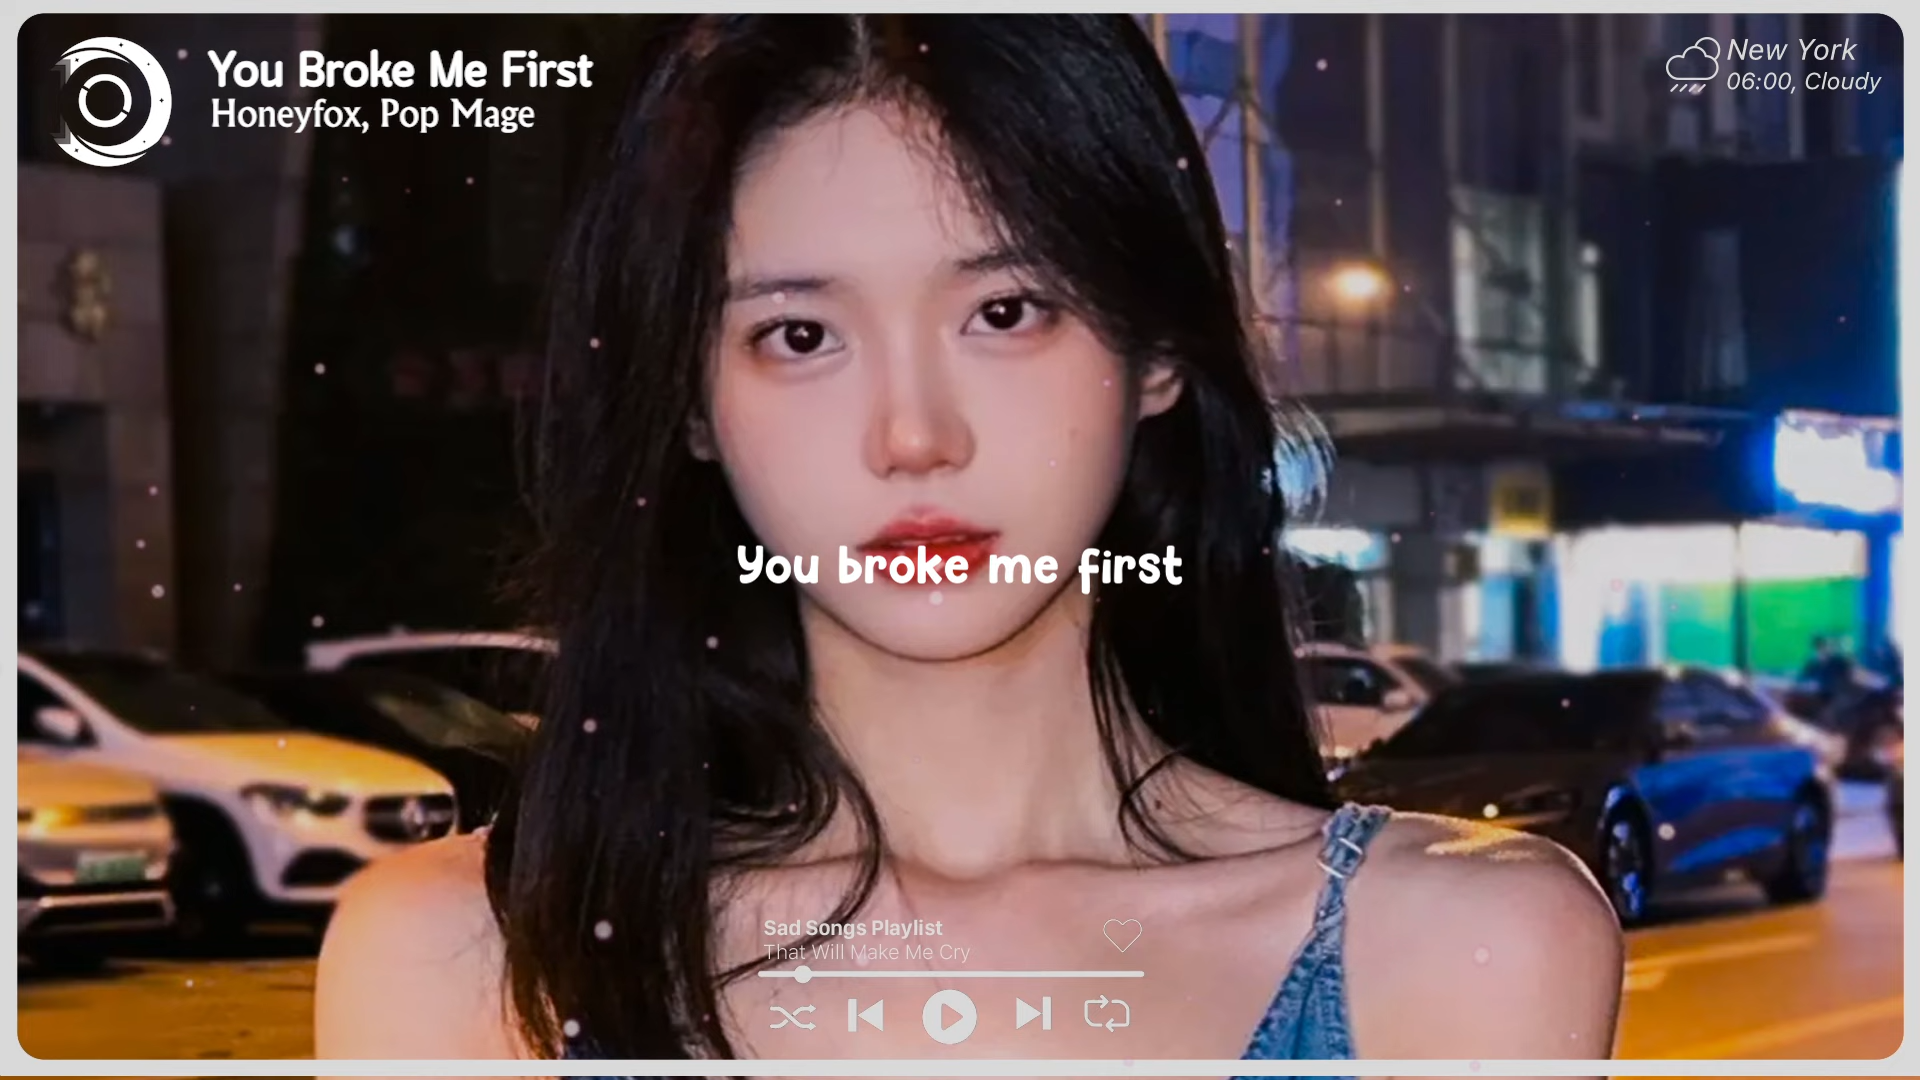 You Broke Me First
Honeyfox, Pop Mage
New York
06:00, Cloudy
You broke me first
Sad Songs Playlist
That Will Make Me Cry